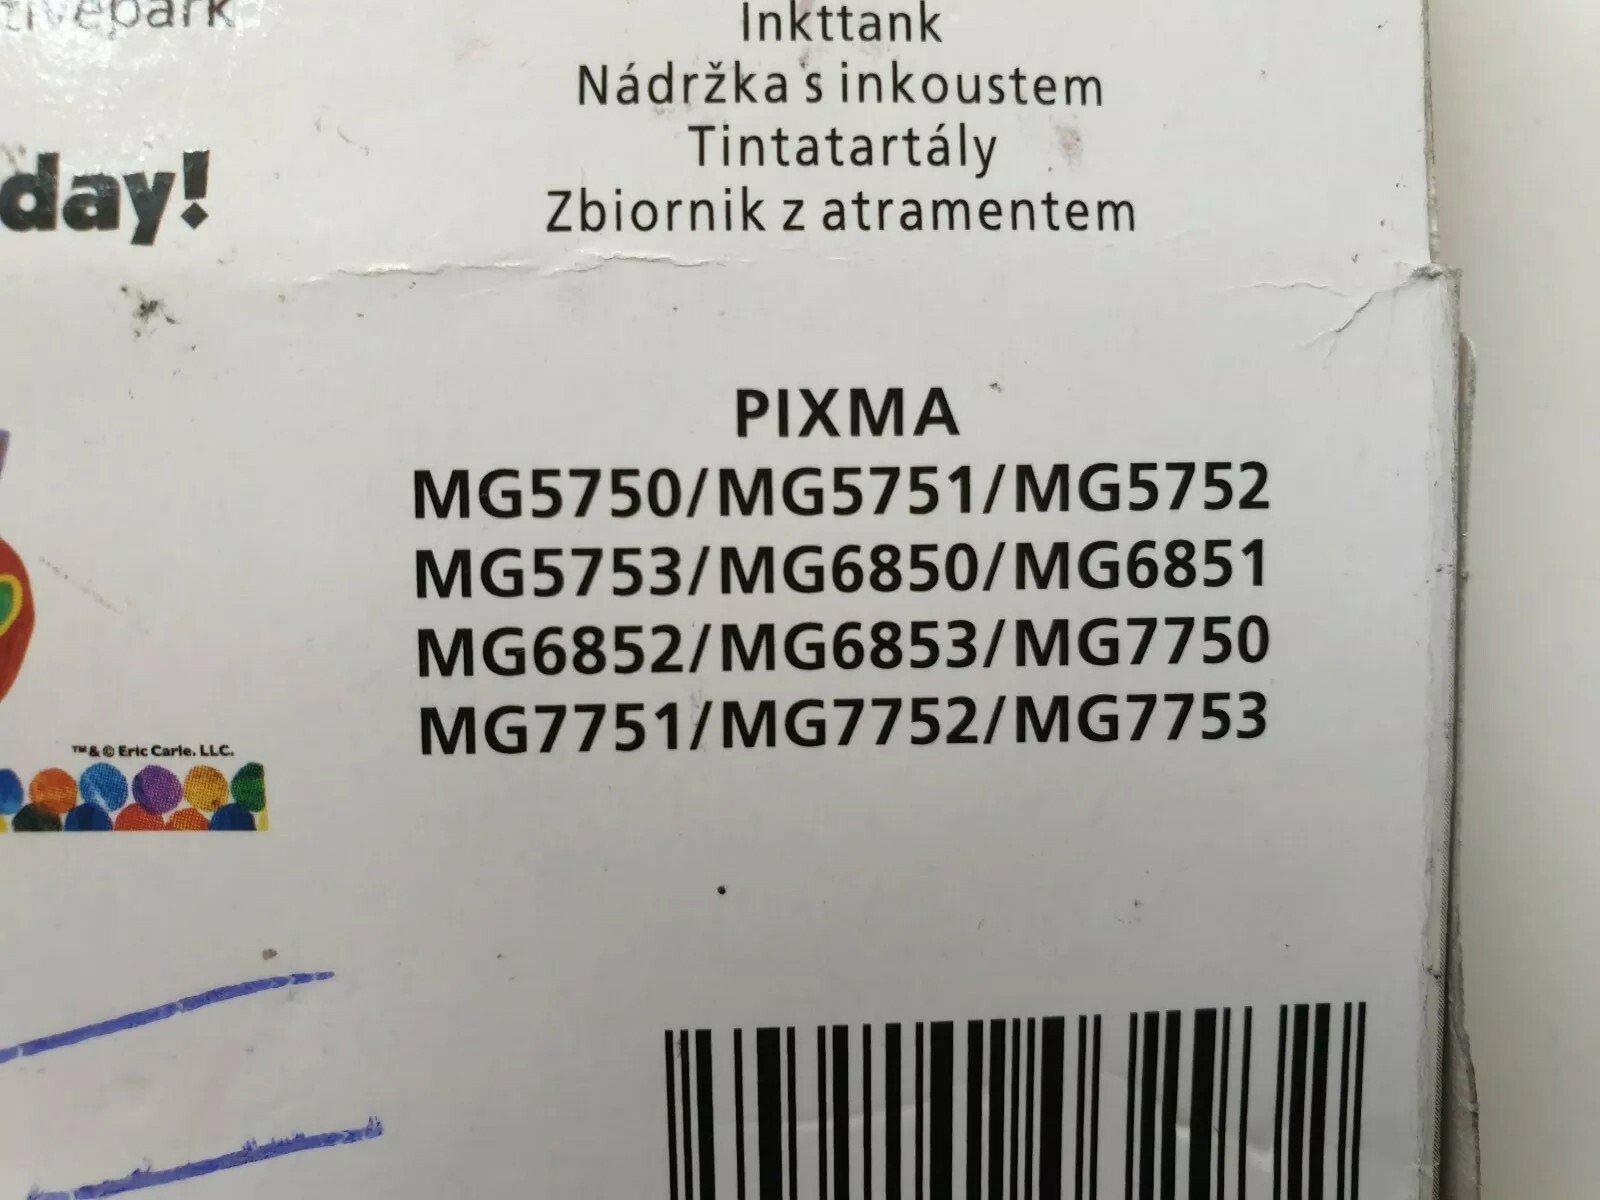 Inkttank
Nádržka s inkoustem
Tintatartály
Zbiornik z atramentem
day!
PIXMA
MG5750/MG5751/MG5752
MG5753/MG6850/MG6851
MG6852/MG6853/MG7750
MG7751/MG7752/MG7753
™ & © Eric Carle. LLC.